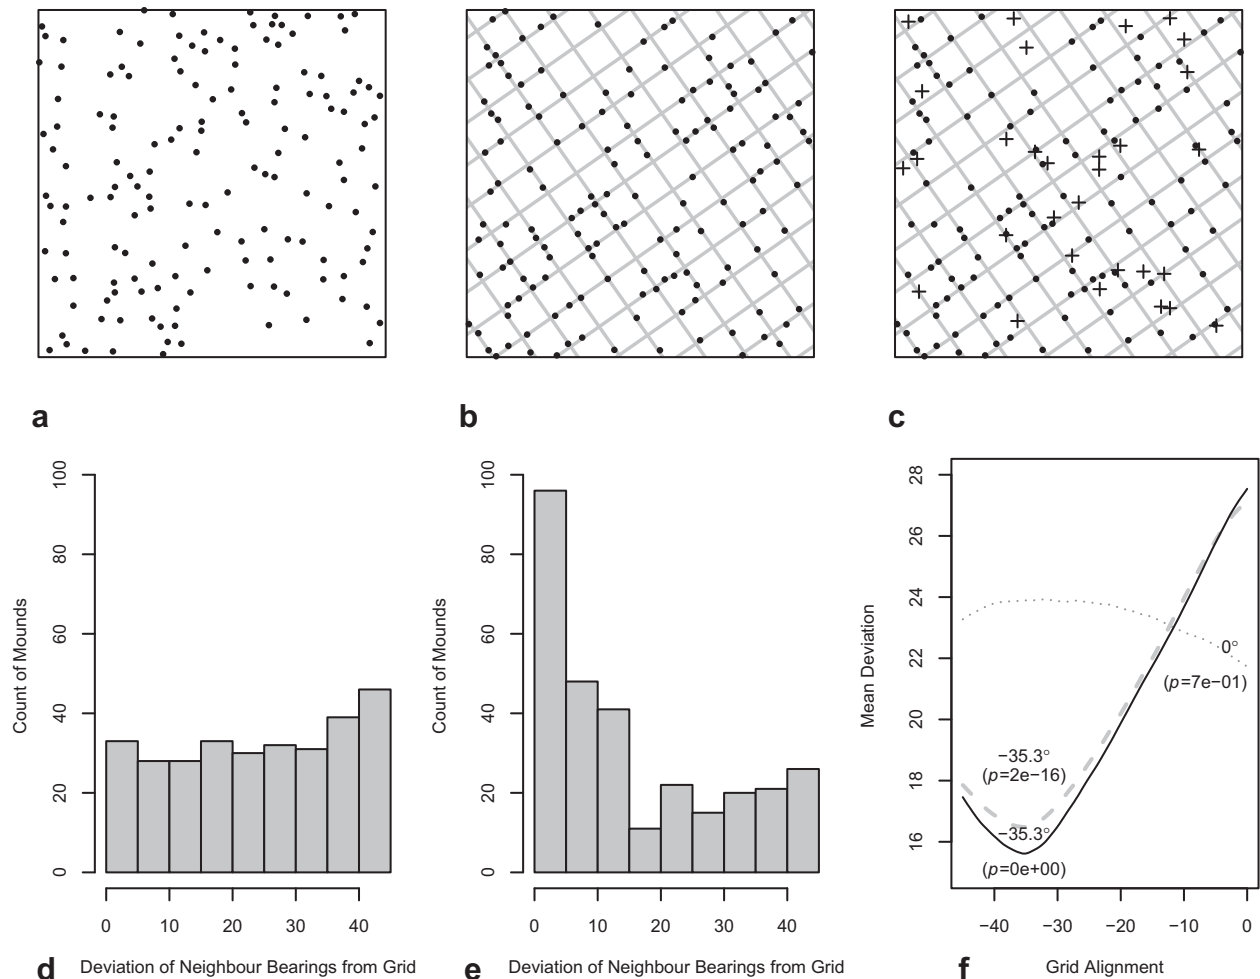 a
b
c
100
80
60
40
20
0
Count of Mounds
0 10 20 30 40
d Deviation of Neighbour Bearings from Grid
100
80
60
40
20
0
Count of Mounds
0 10 20 30 40
e Deviation of Neighbour Bearings from Grid
28
26
24
22
20
18
16
Mean Deviation
0°
(p=7e−01)
−35.3°
(p=2e−16)
−35.3°
(p=0e+00)
−40 −30 −20 −10 0
f Grid Alignment